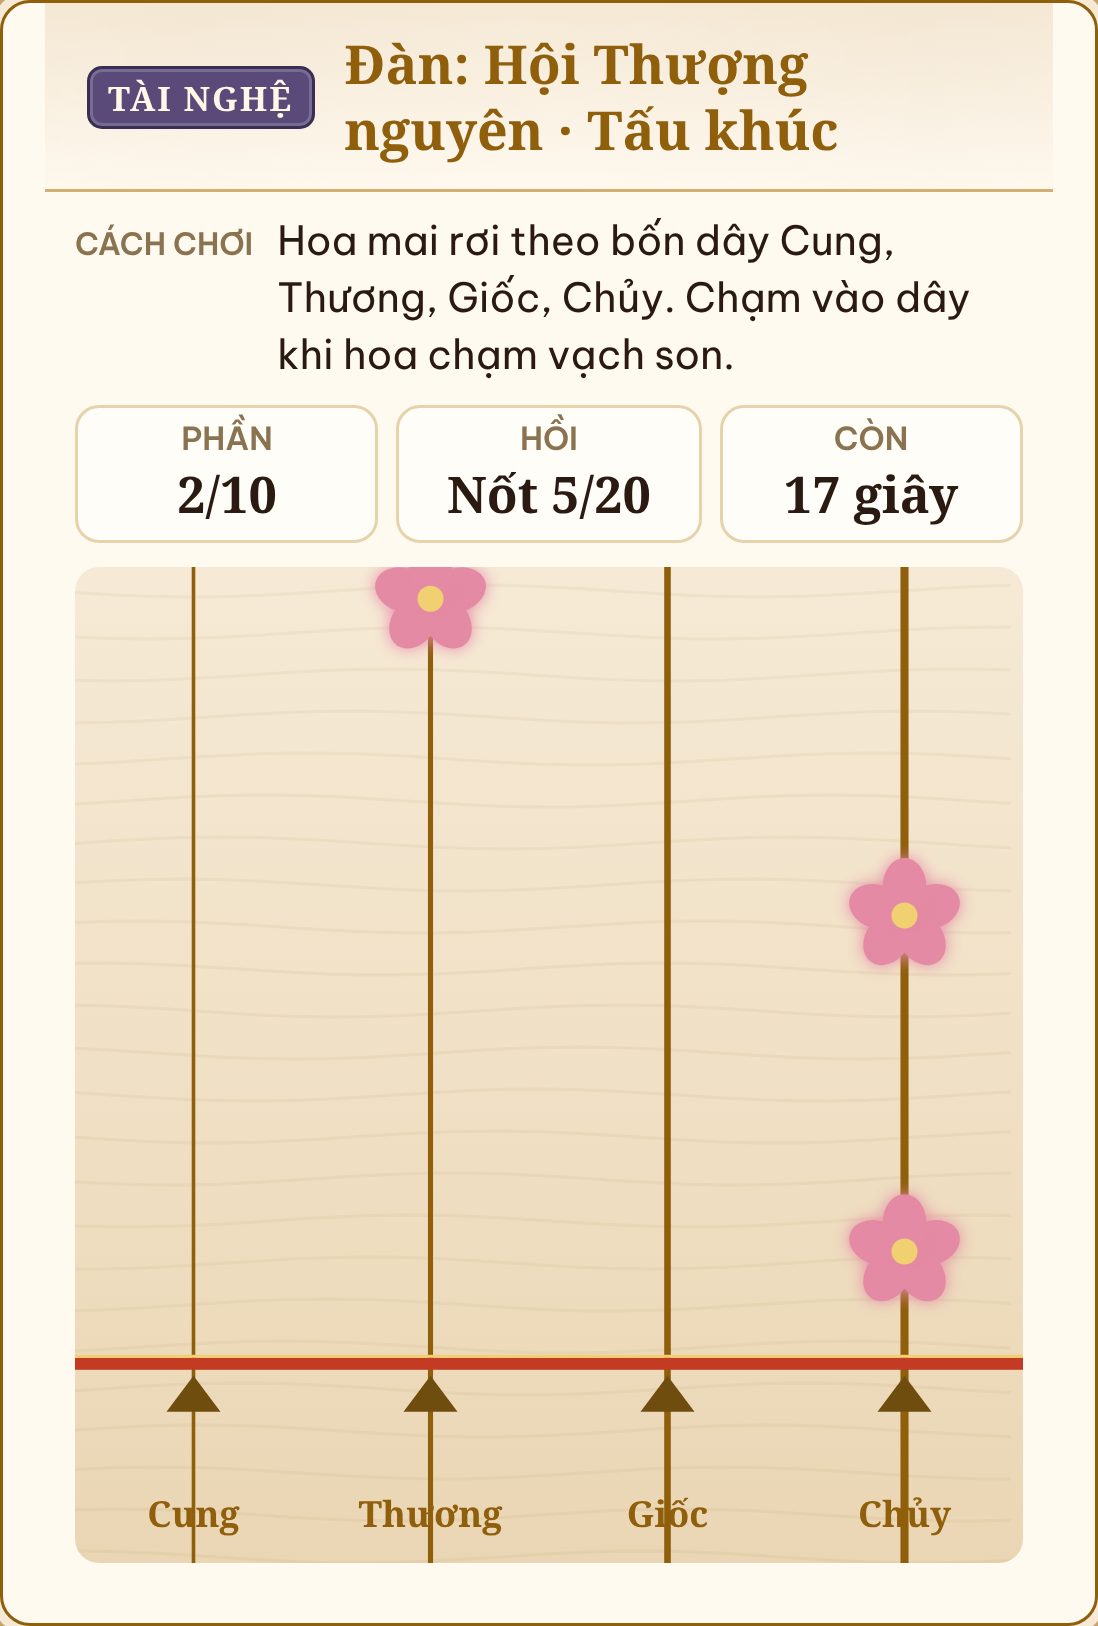 TÀI NGHỆ
Đàn: Hội Thượng
nguyên · Tấu khúc
CÁCH CHƠI
Hoa mai rơi theo bốn dây Cung,
Thương, Giốc, Chủy. Chạm vào dây
khi hoa chạm vạch son.
PHẦN
2/10
HỒI
Nốt 5/20
CÒN
17 giây
Cung
Thương
Giốc
Chủy